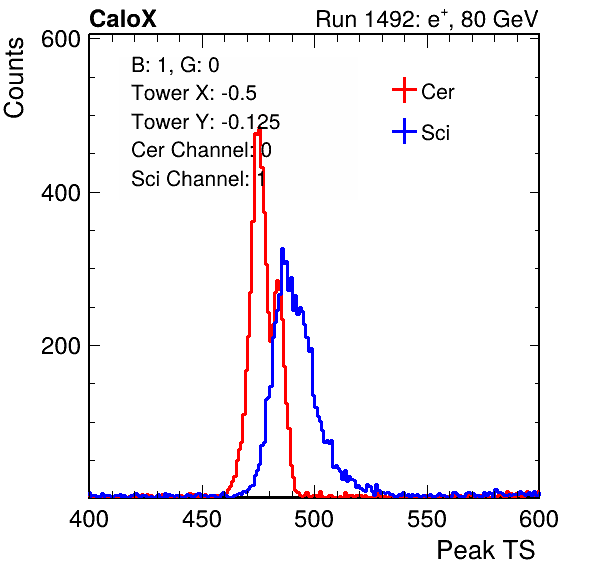 CaloX Run 1492: e+, 80 GeV
Counts
600
400
200
B: 1, G: 0
Tower X: -0.5
Tower Y: -0.125
Cer Channel: 0
Sci Channel: 1
Cer
Sci
400 450 500 550 600
Peak TS